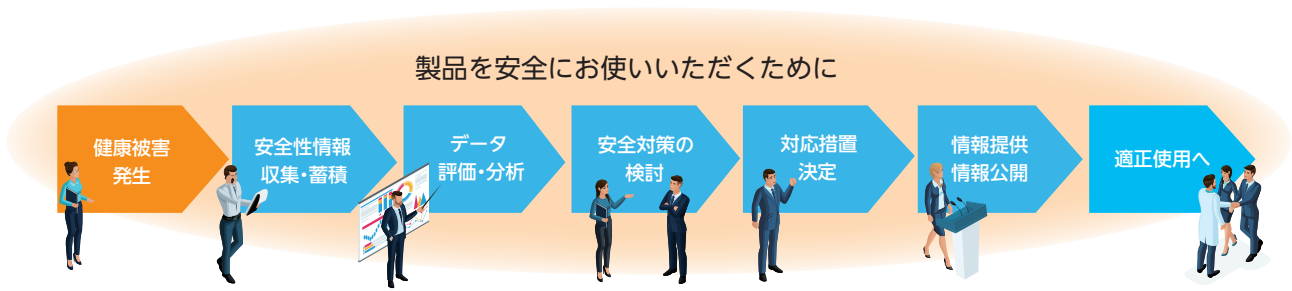 製品を安全にお使いいただくために
健康被害
発生
安全性情報
収集・蓄積
データ
評価・分析
安全対策の
検討
対応措置
決定
情報提供
情報公開
適正使用へ